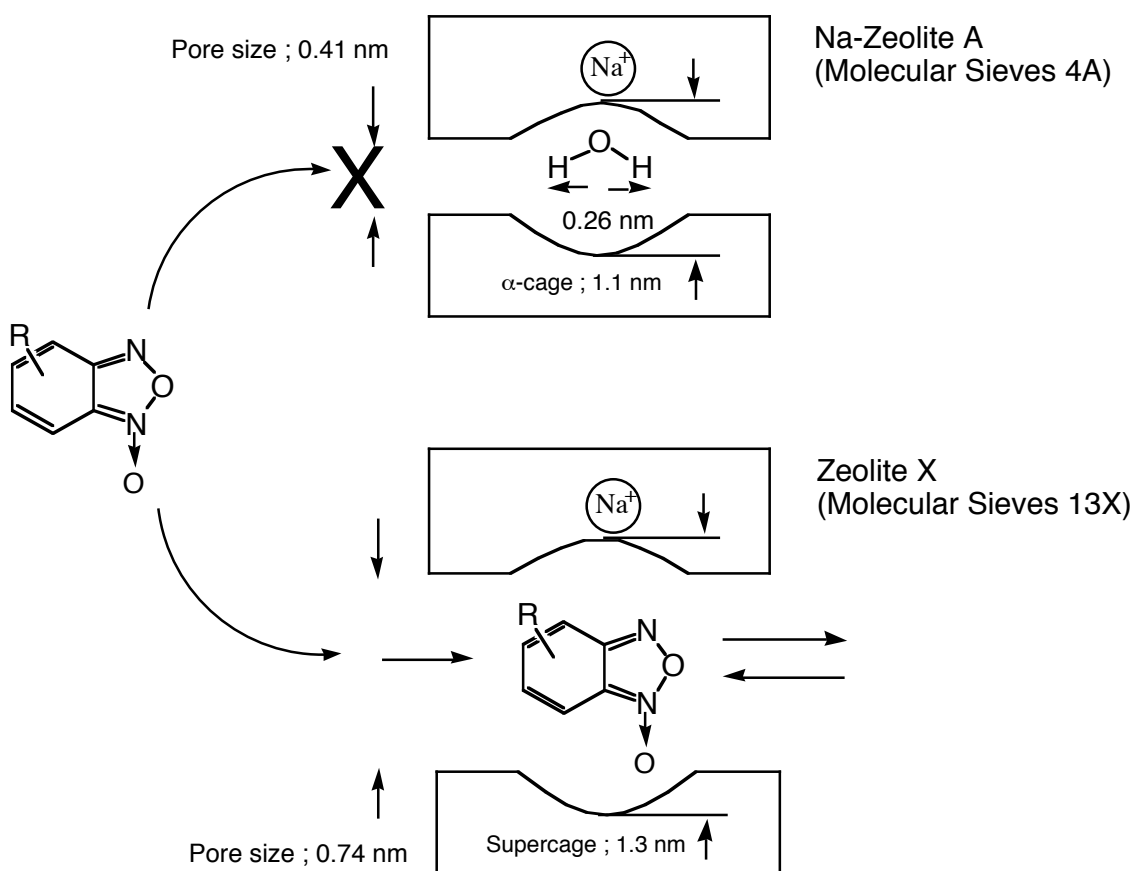 Pore size ; 0.41 nm
Na-Zeolite A
(Molecular Sieves 4A)
Na+
X
O
H H
0.26 nm
α-cage ; 1.1 nm
R
N
O
N
O
Zeolite X
(Molecular Sieves 13X)
Na+
R
N
O
N
O
Pore size ; 0.74 nm
Supercage ; 1.3 nm